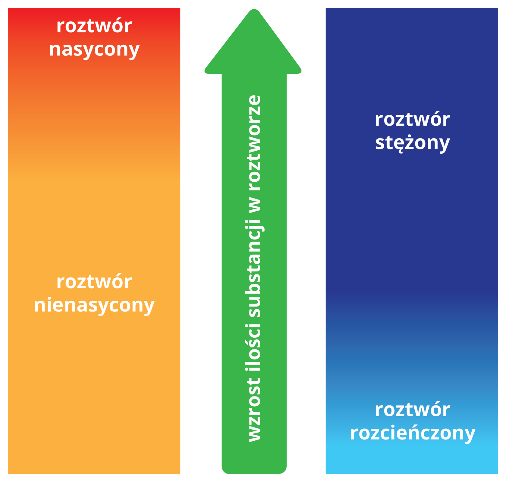 roztwór
nasycony
roztwór
nienasycony
wzrost ilości substancji w roztworze
roztwór
stężony
roztwór
rozcieńczony